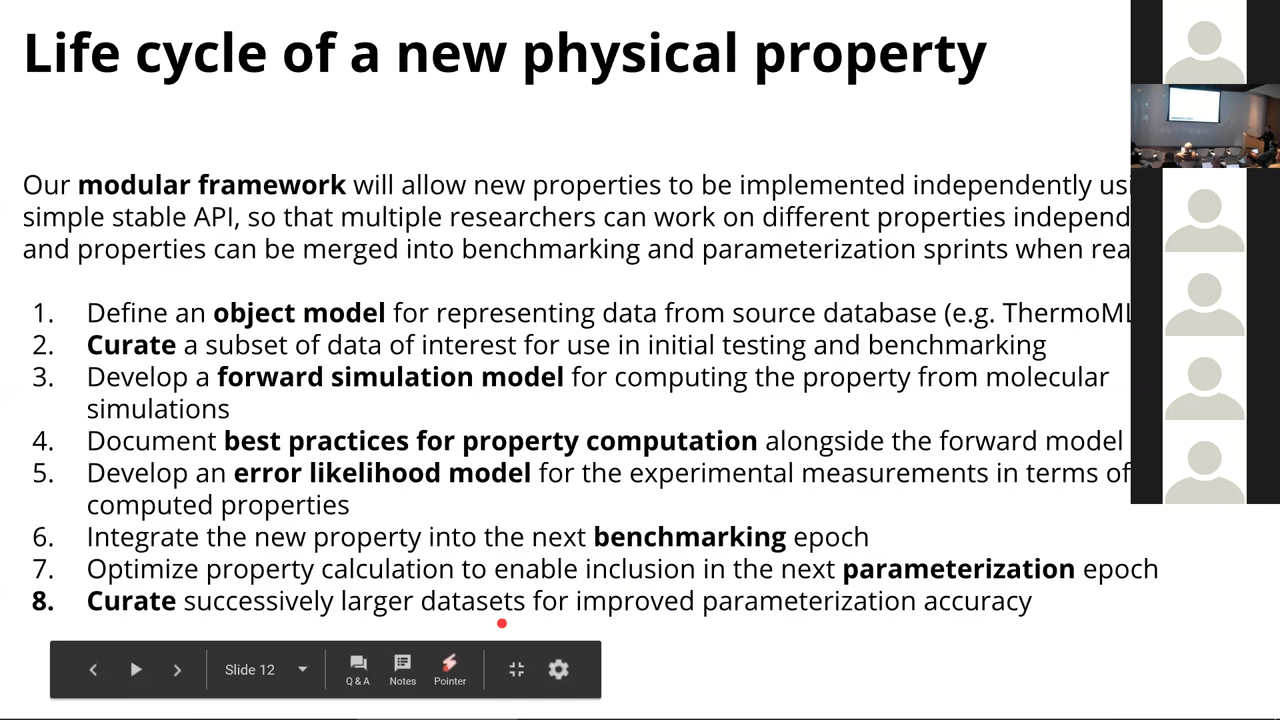 Life cycle of a new physical property
Our modular framework will allow new properties to be implemented independently
simple stable API, so that multiple researchers can work on different properties
and properties can be merged into benchmarking and parameterization sprints when
1. Define an object model for representing data from source database (e.g. ThermoML
2. Curate a subset of data of interest for use in initial testing and benchmarking
3. Develop a forward simulation model for computing the property from molecular
simulations
4. Document best practices for property computation alongside the forward model
5. Develop an error likelihood model for the experimental measurements in terms of
computed properties
6. Integrate the new property into the next benchmarking epoch
7. Optimize property calculation to enable inclusion in the next parameterization epoch
8. Curate successively larger datasets for improved parameterization accuracy
Slide 12
Q & A
Notes
Pointer